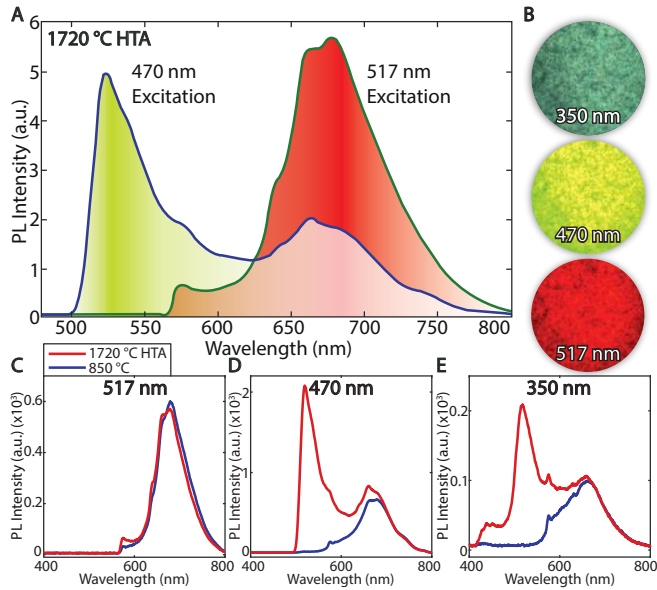 A
1720 °C HTA
470 nm
Excitation
517 nm
Excitation
PL Intensity (a.u.)
6
5
4
3
2
1
0
500
550
600
650
700
750
800
Wavelength (nm)
B
350 nm
470 nm
517 nm
1720 °C HTA
850 °C
C
517 nm
PL Intensity (a.u.) (x10³)
0.6
0.4
0.2
0
400
600
800
Wavelength (nm)
D
470 nm
PL Intensity (a.u.) (x10³)
2
1
0
400
600
800
Wavelength (nm)
E
350 nm
PL Intensity (a.u.) (x10³)
0.2
0.1
0
400
600
800
Wavelength (nm)